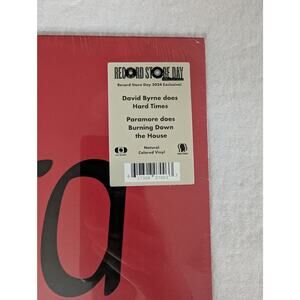 RECORD STORE DAY
Record Store Day 2024 Exclusive!
David Byrne does
Hard Times
Paramore does
Burning Down
the House
Natural
Colored Vinyl
a